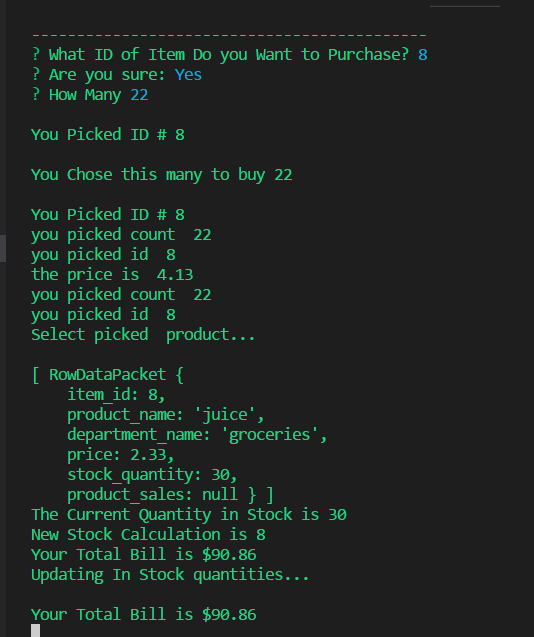 --------------------------------------------
? What ID of Item Do you Want to Purchase? 8
? Are you sure: Yes
? How Many 22
You Picked ID # 8
You Chose this many to buy 22
You Picked ID # 8
you picked count  22
you picked id  8
the price is  4.13
you picked count  22
you picked id  8
Select picked  product...
[ RowDataPacket {
    item_id: 8,
    product_name: 'juice',
    department_name: 'groceries',
    price: 2.33,
    stock_quantity: 30,
    product_sales: null } ]
The Current Quantity in Stock is 30
New Stock Calculation is 8
Your Total Bill is $90.86
Updating In Stock quantities...
Your Total Bill is $90.86